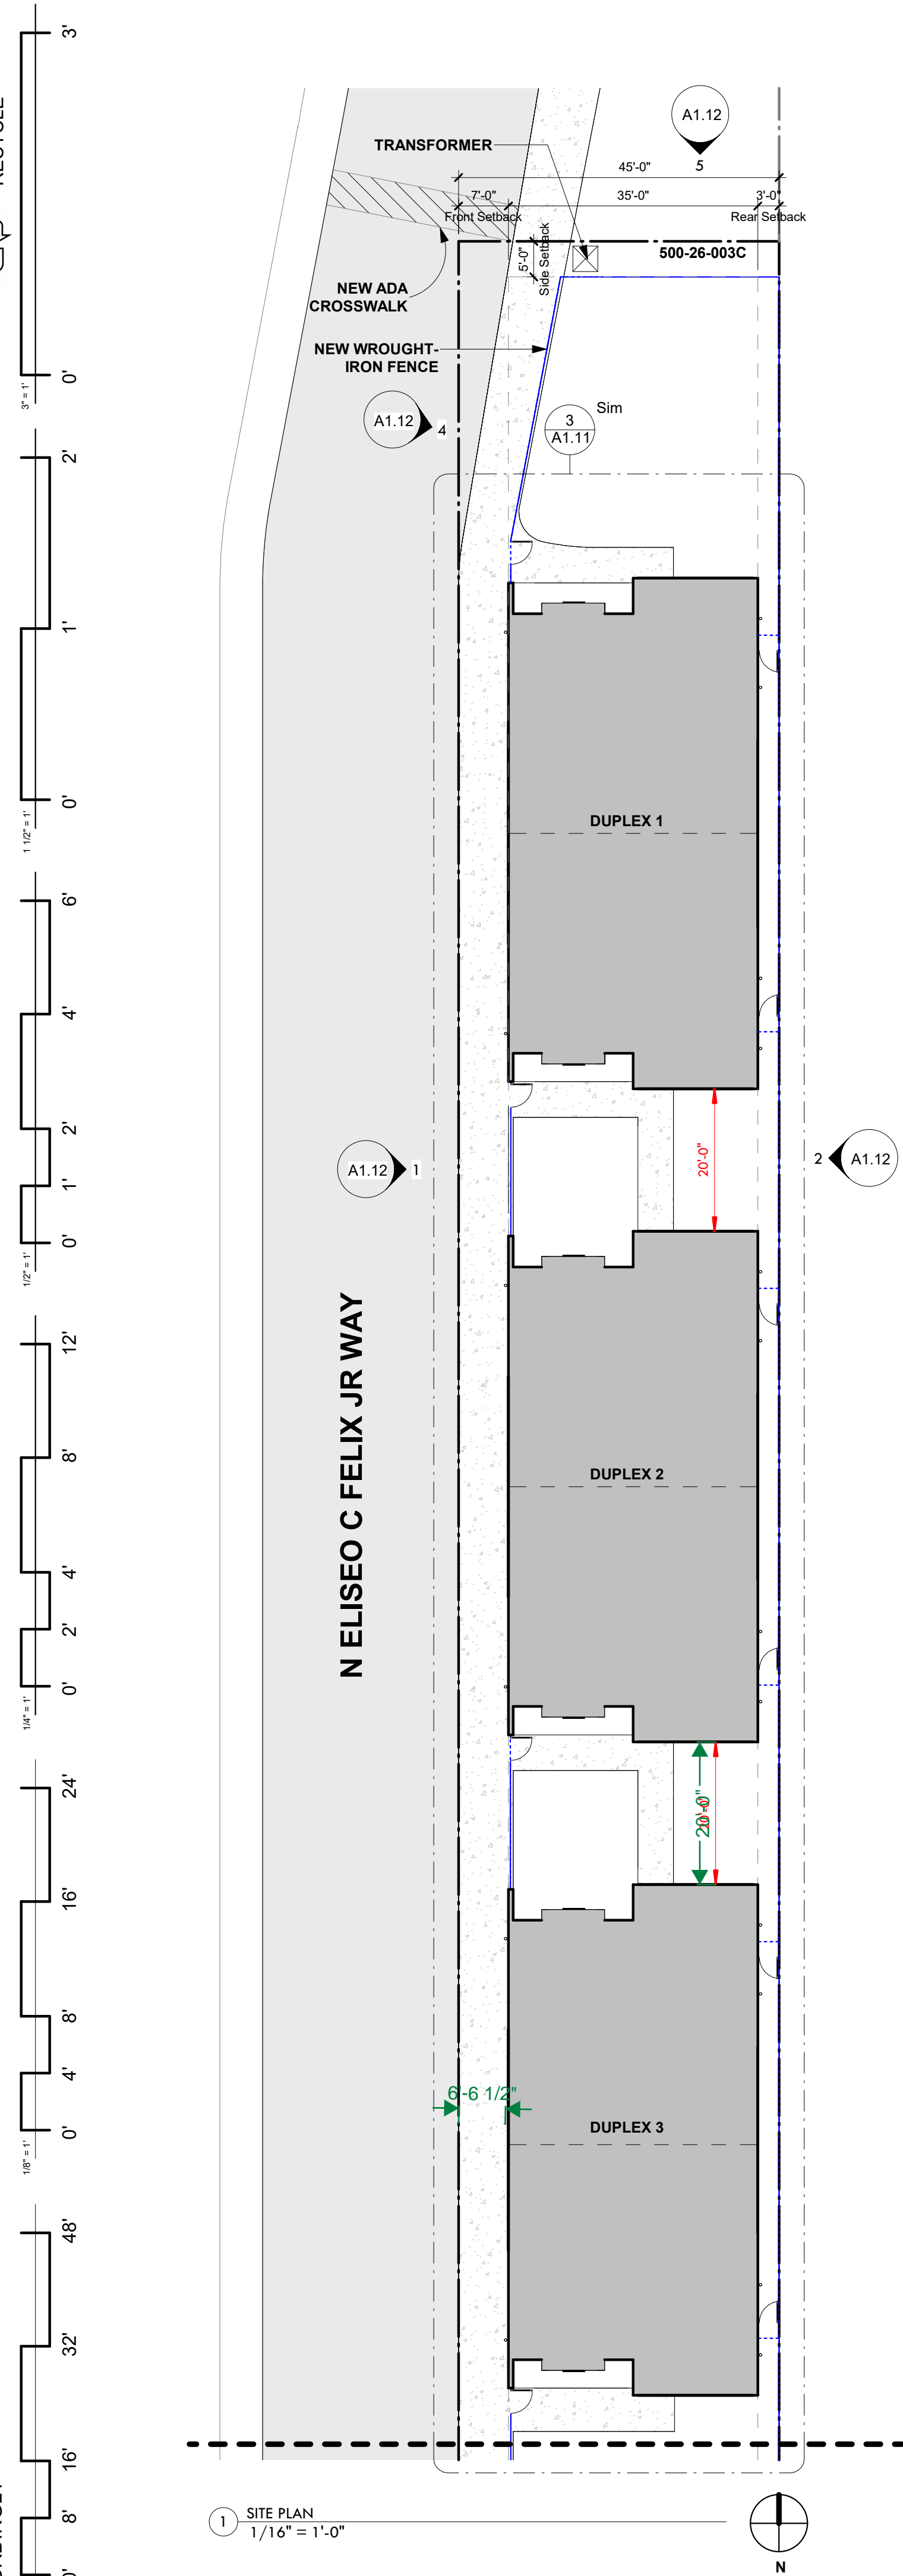 RECYCLE
3'
0'
3" = 1'
2'
1'
0'
1 1/2" = 1'
6'
4'
2'
1'
0'
1/2" = 1'
12'
8'
4'
2'
0'
1/4" = 1'
24'
16'
8'
4'
0'
1/8" = 1'
48'
32'
16'
8'
A1.12
5
TRANSFORMER
45'-0"
7'-0"
35'-0"
3'-0"
Front Setback
Rear Setback
5'-0"
Side Setback
500-26-003C
NEW ADA
CROSSWALK
NEW WROUGHT-
IRON FENCE
A1.12
4
3
A1.11
Sim
DUPLEX 1
A1.12
1
20'-0"
2
A1.12
N ELISEO C FELIX JR WAY
DUPLEX 2
20'-0"
20'-0"
6'-6 1/2"
DUPLEX 3
1
SITE PLAN
1/16" = 1'-0"
N